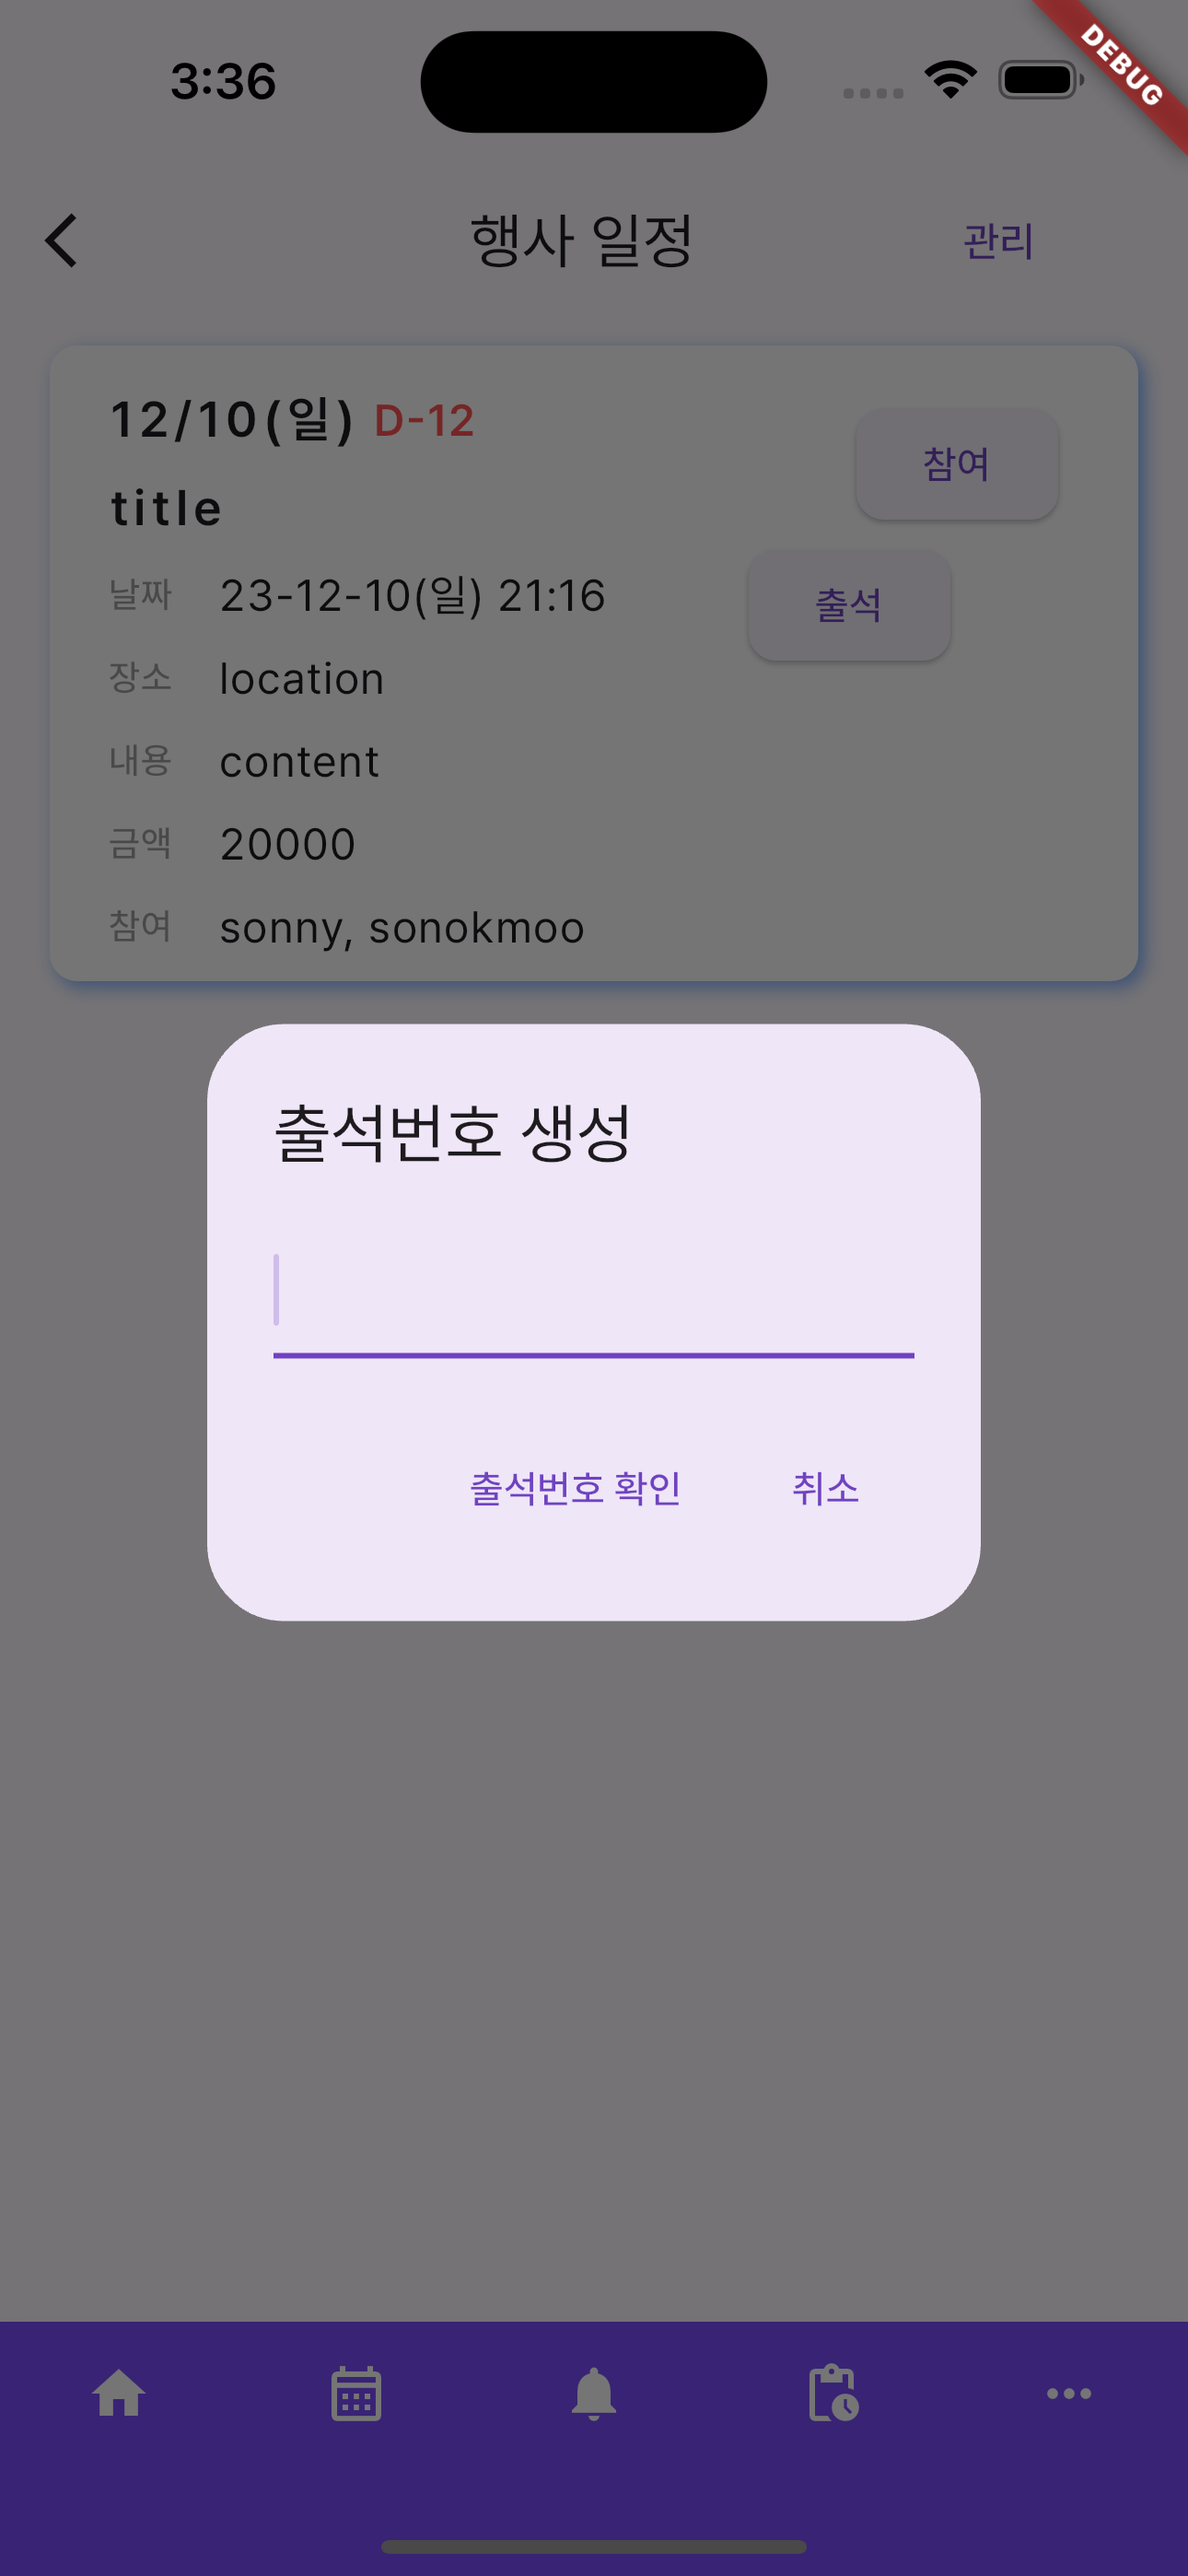 3:36
DEBUG
행사 일정
관리
12/10(일) D-12
참여
title
날짜 23-12-10(일) 21:16
출석
장소 location
내용 content
금액 20000
참여 sonny, sonokmoo
출석번호 생성
출석번호 확인 취소